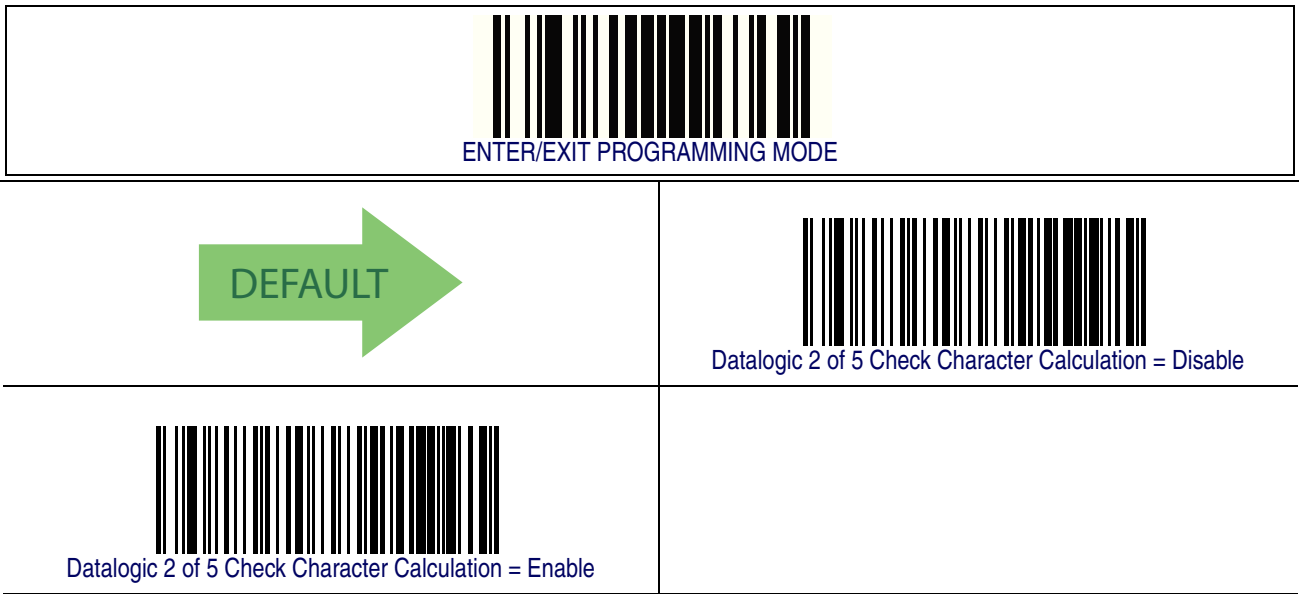 ENTER/EXIT PROGRAMMING MODE
DEFAULT
Datalogic 2 of 5 Check Character Calculation = Disable
Datalogic 2 of 5 Check Character Calculation = Enable